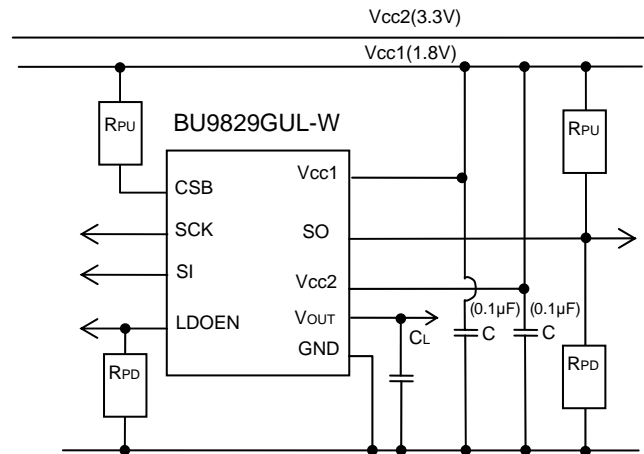 Vcc2(3.3V)
Vcc1(1.8V)
BU9829GUL-W
RPU
RPU
Vcc1
CSB
SCK
SO
SI
Vcc2
(0.1μF) (0.1μF)
LDOEN
VOUT
CL
C
C
GND
RPD
RPD